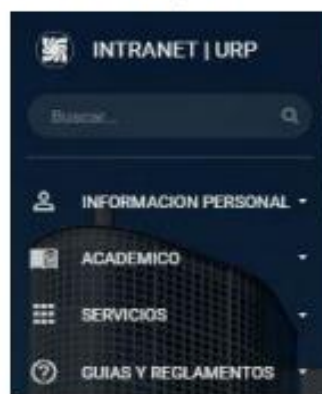 INTRANET | URP
Buscar...
INFORMACION PERSONAL
ACADEMICO
SERVICIOS
GUIAS Y REGLAMENTOS